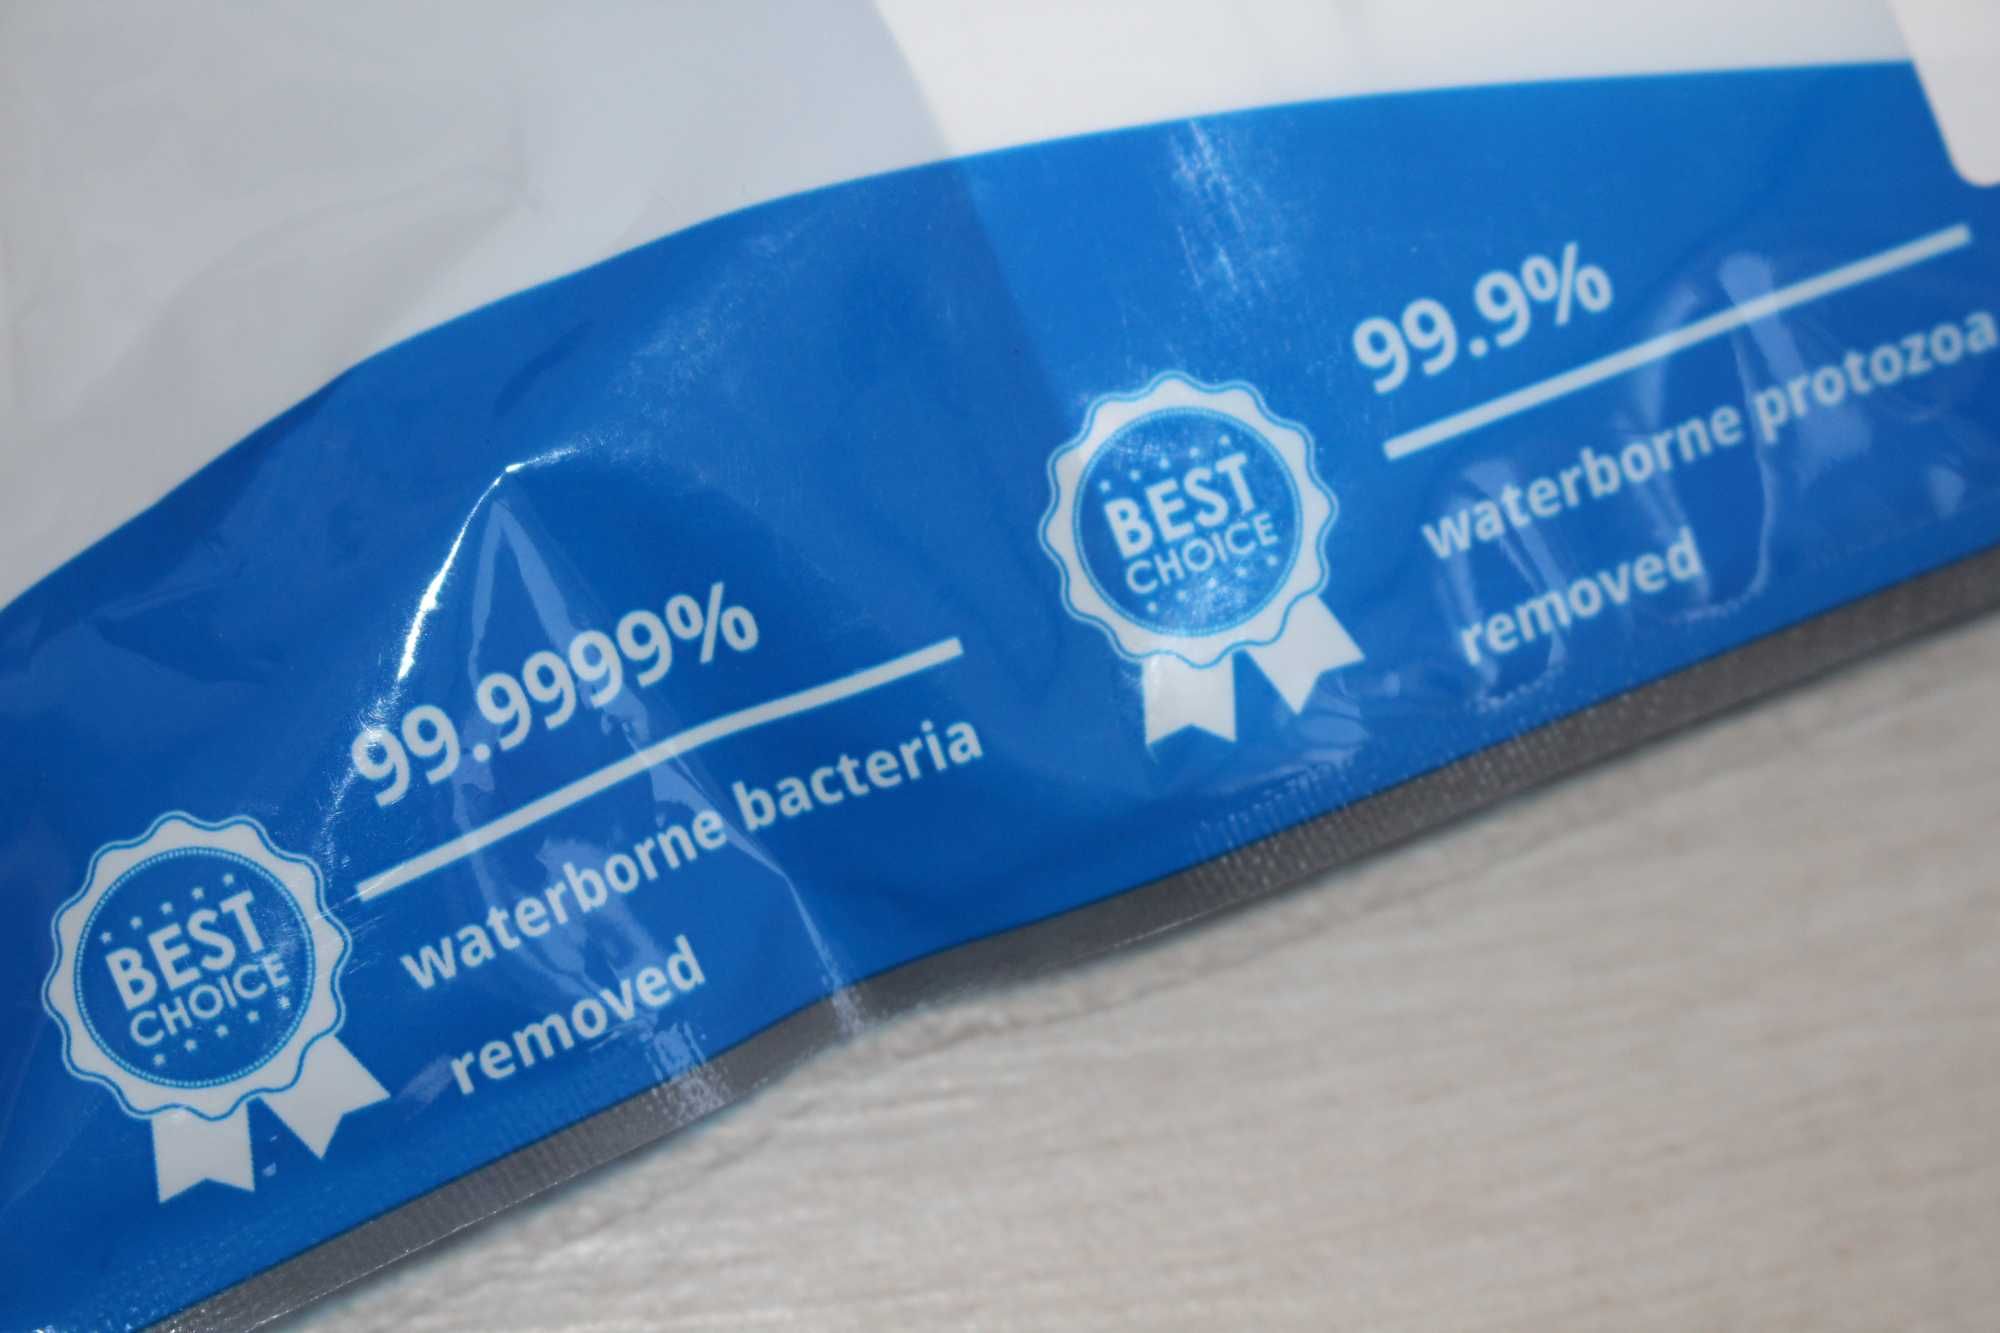 BEST
CHOICE
99.9999%
waterborne bacteria
removed
BEST
CHOICE
99.9%
waterborne protozoa
removed